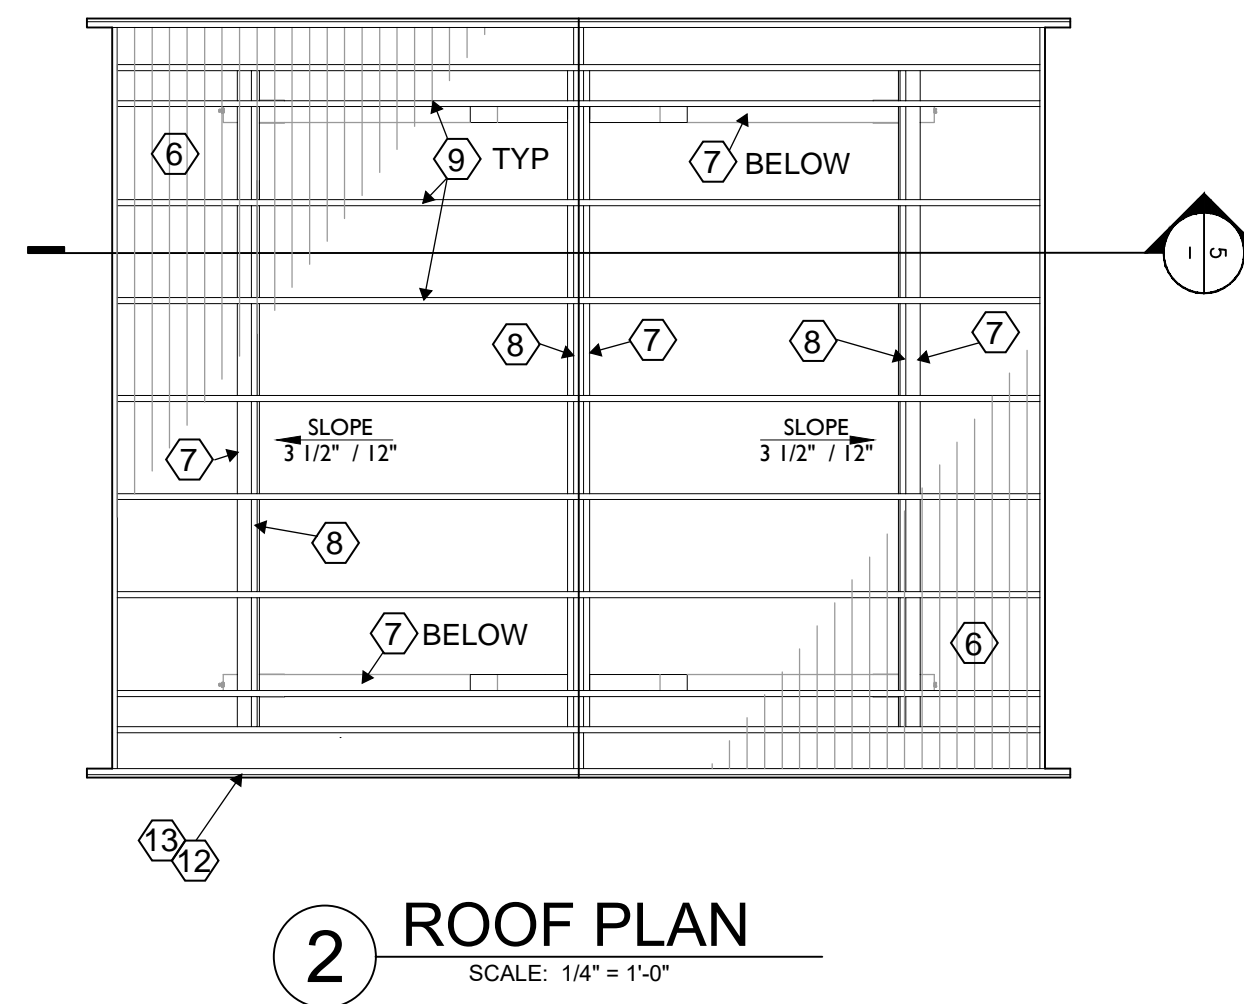 6
9 TYP
7 BELOW
5
–
8
7
8
7
SLOPE
3 1/2" / 12"
SLOPE
3 1/2" / 12"
7
8
7 BELOW
6
13
12
2
ROOF PLAN
SCALE: 1/4" = 1'-0"